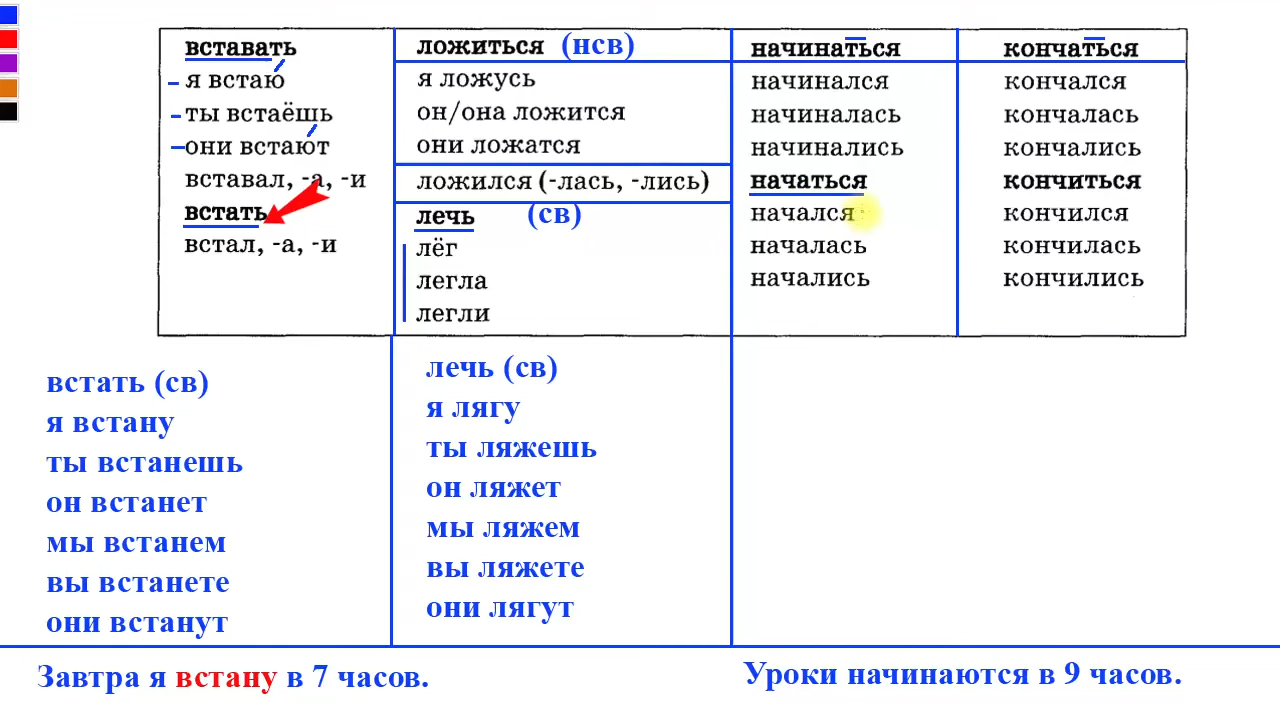 вставать
я встаю́
ты встаёшь
они встаю́т
вставал, -а, -и
встать
встал, -а, -и
ложиться (нсв)
я ложусь
он/она ложится
они ложатся
ложился (-лась, -лись)
лечь (св)
лёг
легла
легли
начинаться
начинался
начиналась
начинались
начаться
начался
началась
начались
кончаться
кончался
кончалась
кончались
кончиться
кончился
кончилась
кончились
встать (св)
я встану
ты встанешь
он встанет
мы встанем
вы встанете
они встанут
лечь (св)
я лягу
ты ляжешь
он ляжет
мы ляжем
вы ляжете
они лягут
Завтра я встану в 7 часов.
Уроки начинаются в 9 часов.